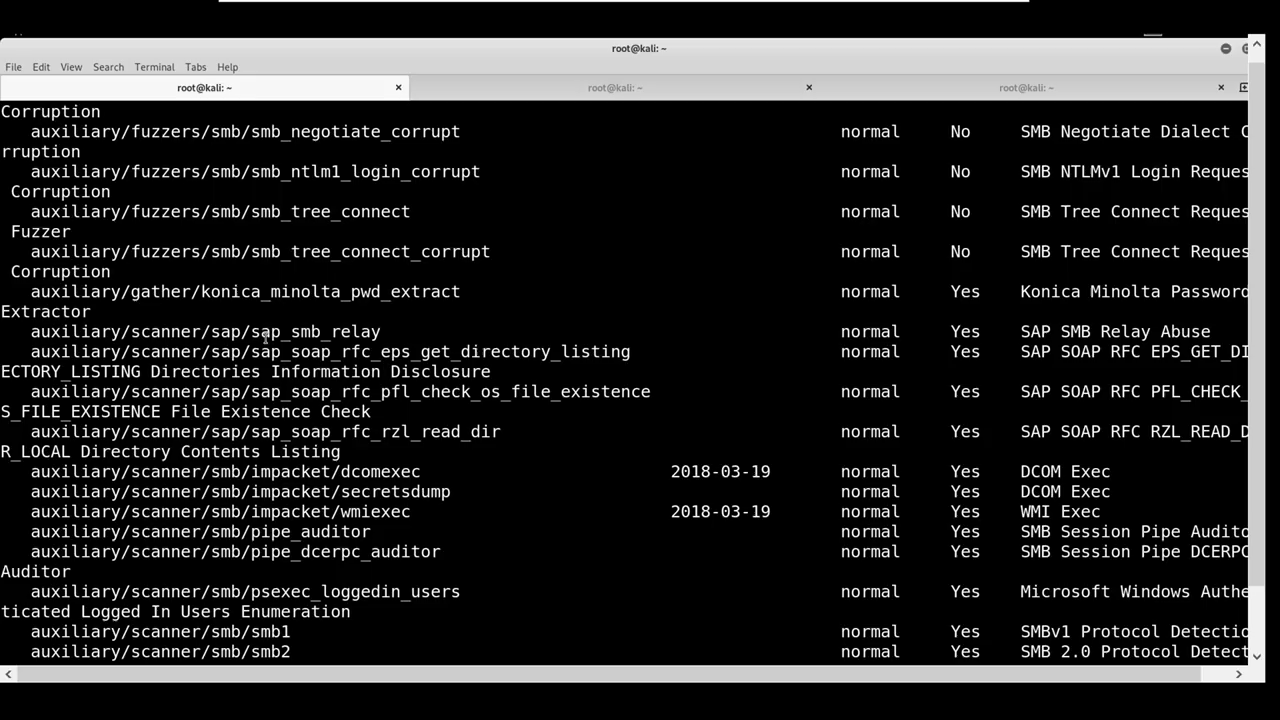 root@kali: ~
File Edit View Search Terminal Tabs Help
root@kali: ~ × root@kali: ~ × root@kali: ~ ×
Corruption
auxiliary/fuzzers/smb/smb_negotiate_corrupt normal No SMB Negotiate Dialect C
rruption
auxiliary/fuzzers/smb/smb_ntlm1_login_corrupt normal No SMB NTLMv1 Login Reques
Corruption
auxiliary/fuzzers/smb/smb_tree_connect normal No SMB Tree Connect Reques
Fuzzer
auxiliary/fuzzers/smb/smb_tree_connect_corrupt normal No SMB Tree Connect Reques
Corruption
auxiliary/gather/konica_minolta_pwd_extract normal Yes Konica Minolta Password
Extractor
auxiliary/scanner/sap/sap_smb_relay normal Yes SAP SMB Relay Abuse
auxiliary/scanner/sap/sap_soap_rfc_eps_get_directory_listing normal Yes SAP SOAP RFC EPS_GET_DI
ECTORY_LISTING Directories Information Disclosure
auxiliary/scanner/sap/sap_soap_rfc_pfl_check_os_file_existence normal Yes SAP SOAP RFC PFL_CHECK_
S_FILE_EXISTENCE File Existence Check
auxiliary/scanner/sap/sap_soap_rfc_rzl_read_dir normal Yes SAP SOAP RFC RZL_READ_D
R_LOCAL Directory Contents Listing
auxiliary/scanner/smb/impacket/dcomexec 2018-03-19 normal Yes DCOM Exec
auxiliary/scanner/smb/impacket/secretsdump normal Yes DCOM Exec
auxiliary/scanner/smb/impacket/wmiexec 2018-03-19 normal Yes WMI Exec
auxiliary/scanner/smb/pipe_auditor normal Yes SMB Session Pipe Audito
auxiliary/scanner/smb/pipe_dcerpc_auditor normal Yes SMB Session Pipe DCERPC
Auditor
auxiliary/scanner/smb/psexec_loggedin_users normal Yes Microsoft Windows Authe
ticated Logged In Users Enumeration
auxiliary/scanner/smb/smb1 normal Yes SMBv1 Protocol Detectio
auxiliary/scanner/smb/smb2 normal Yes SMB 2.0 Protocol Detect